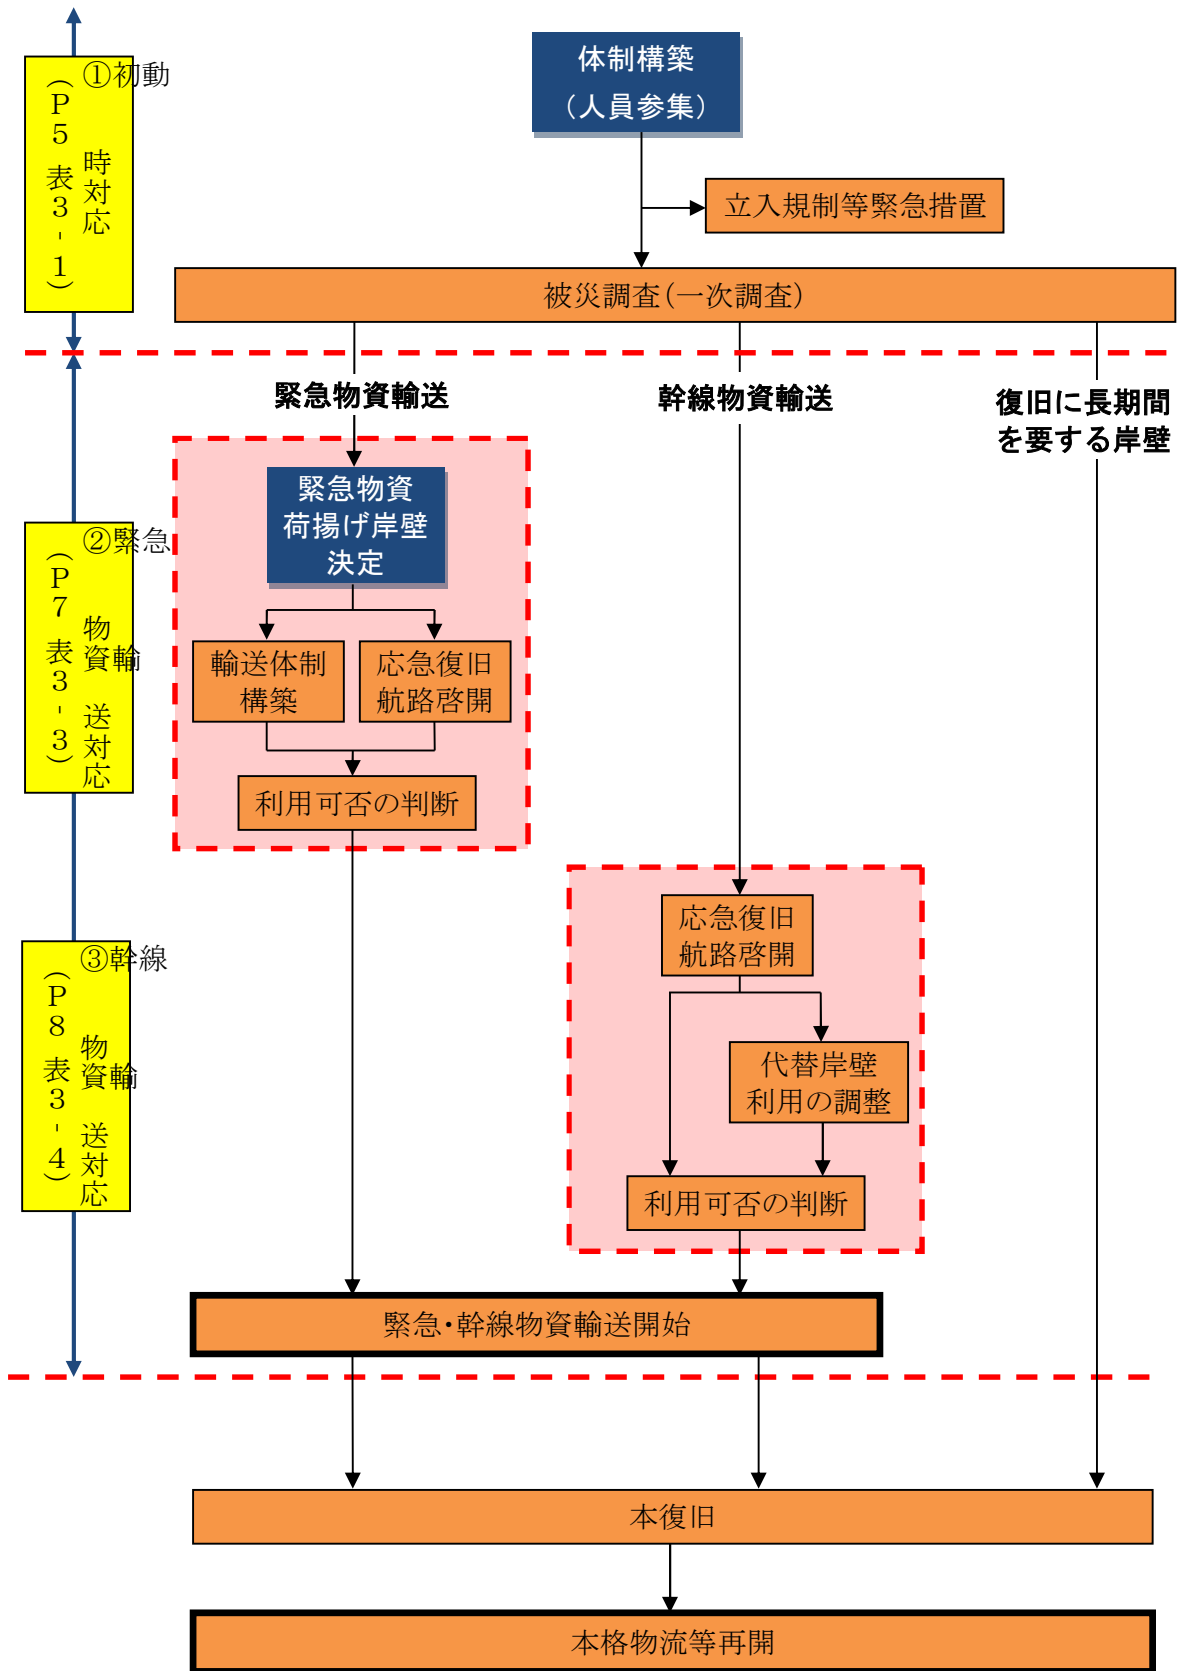 ①初動
時対応
(P5 表3-1)
体制構築
(人員参集)
立入規制等緊急措置
被災調査(一次調査)
緊急物資輸送
幹線物資輸送
復旧に長期間
を要する岸壁
②緊急
物資輸送対応
(P7 表3-3)
緊急物資
荷揚げ岸壁
決定
輸送体制
構築
応急復旧
航路啓開
利用可否の判断
③幹線
物資輸送対応
(P8 表3-4)
応急復旧
航路啓開
代替岸壁
利用の調整
利用可否の判断
緊急・幹線物資輸送開始
本復旧
本格物流等再開